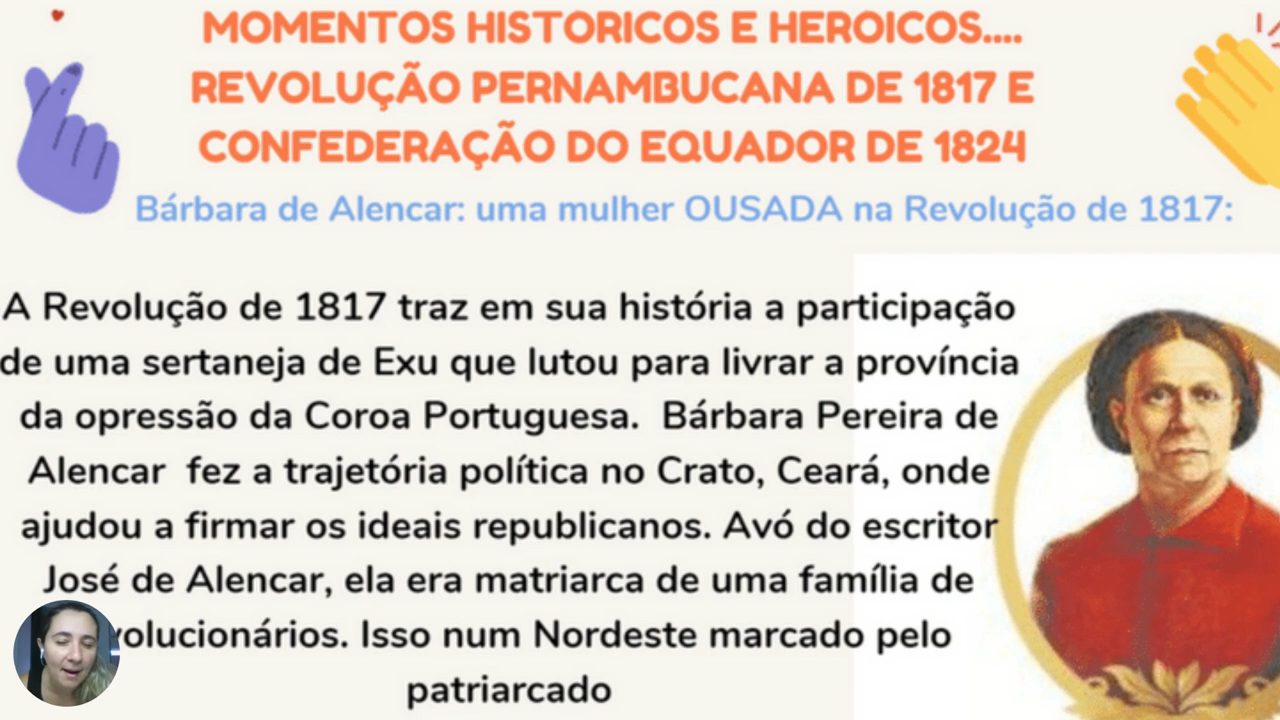 MOMENTOS HISTORICOS E HEROICOS....
REVOLUÇÃO PERNAMBUCANA DE 1817 E
CONFEDERAÇÃO DO EQUADOR DE 1824
Bárbara de Alencar: uma mulher OUSADA na Revolução de 1817:
A Revolução de 1817 traz em sua história a participação
de uma sertaneja de Exu que lutou para livrar a província
da opressão da Coroa Portuguesa. Bárbara Pereira de
Alencar fez a trajetória política no Crato, Ceará, onde
ajudou a firmar os ideais republicanos. Avó do escritor
José de Alencar, ela era matriarca de uma família de
volucionários. Isso num Nordeste marcado pelo
patriarcado